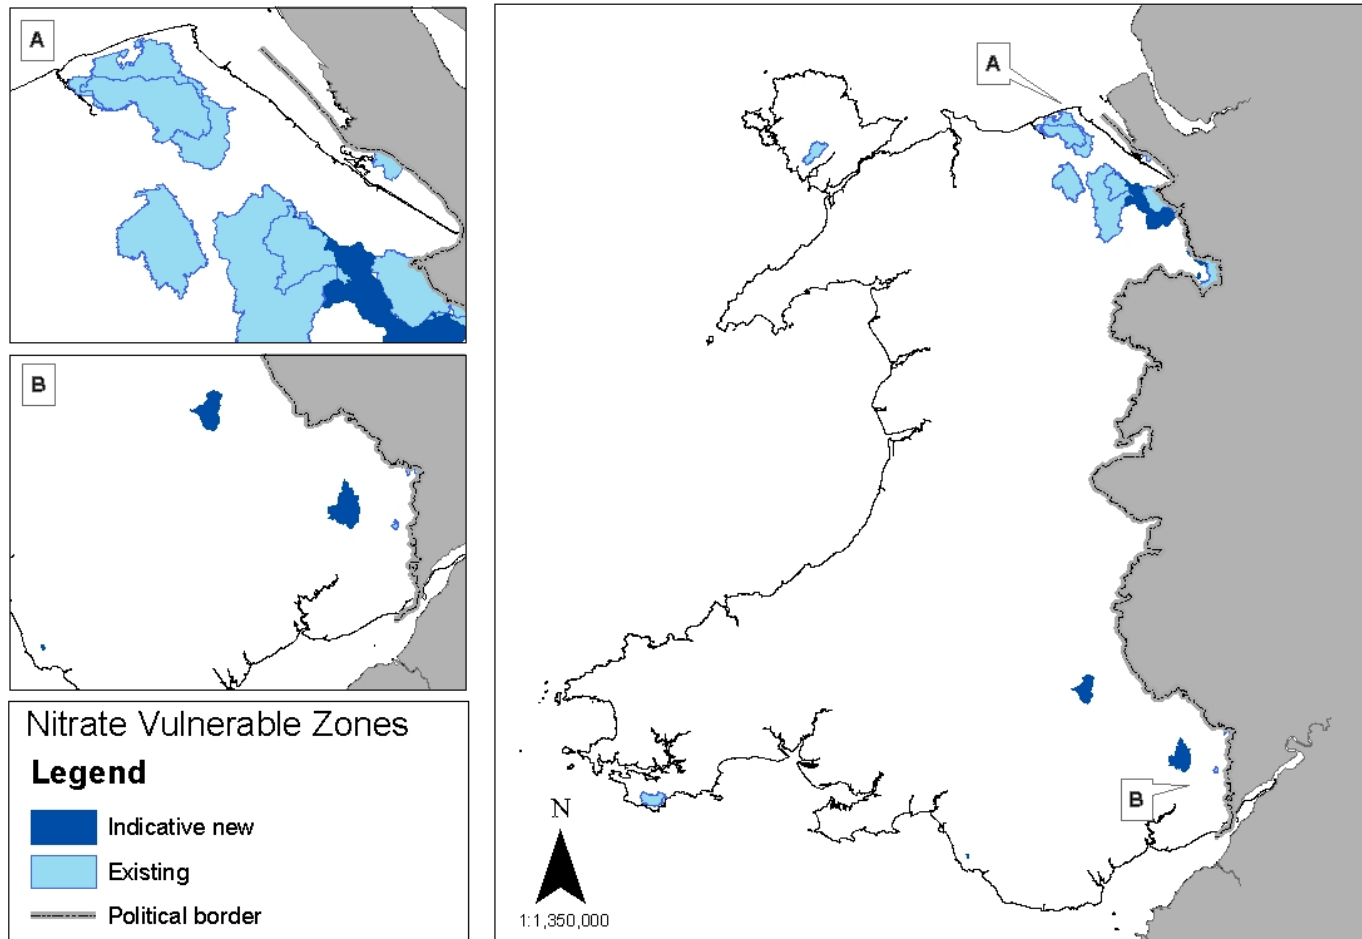 A
B
Nitrate Vulnerable Zones
Legend
Indicative new
Existing
Political border
A
B
N
1:1,350,000